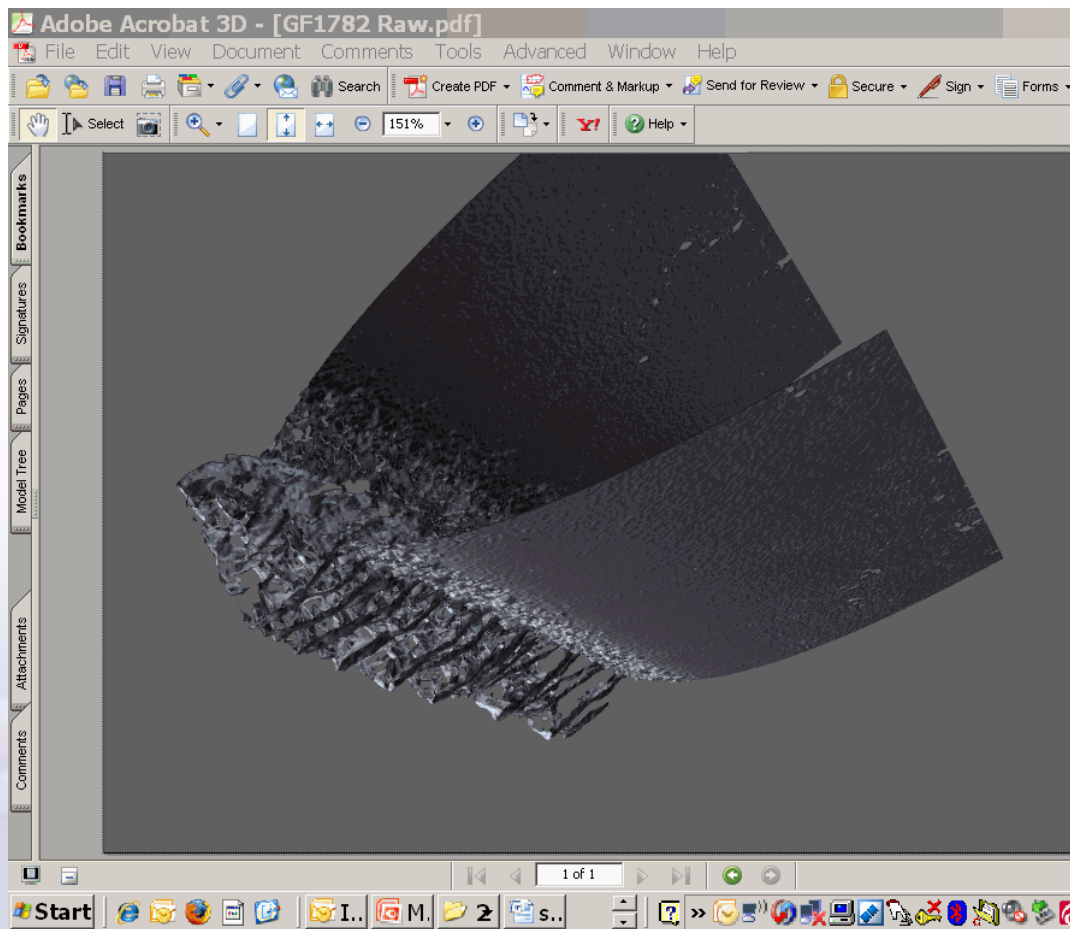 Adobe Acrobat 3D - [GF1782 Raw.pdf]
File Edit View Document Comments Tools Advanced Window Help
Search Create PDF Comment & Markup Send for Review Secure Sign Forms
Select 151% Y! Help
Bookmarks
Signatures
Pages
Model Tree
Attachments
Comments
1 of 1
Start I.. M. 2 s..